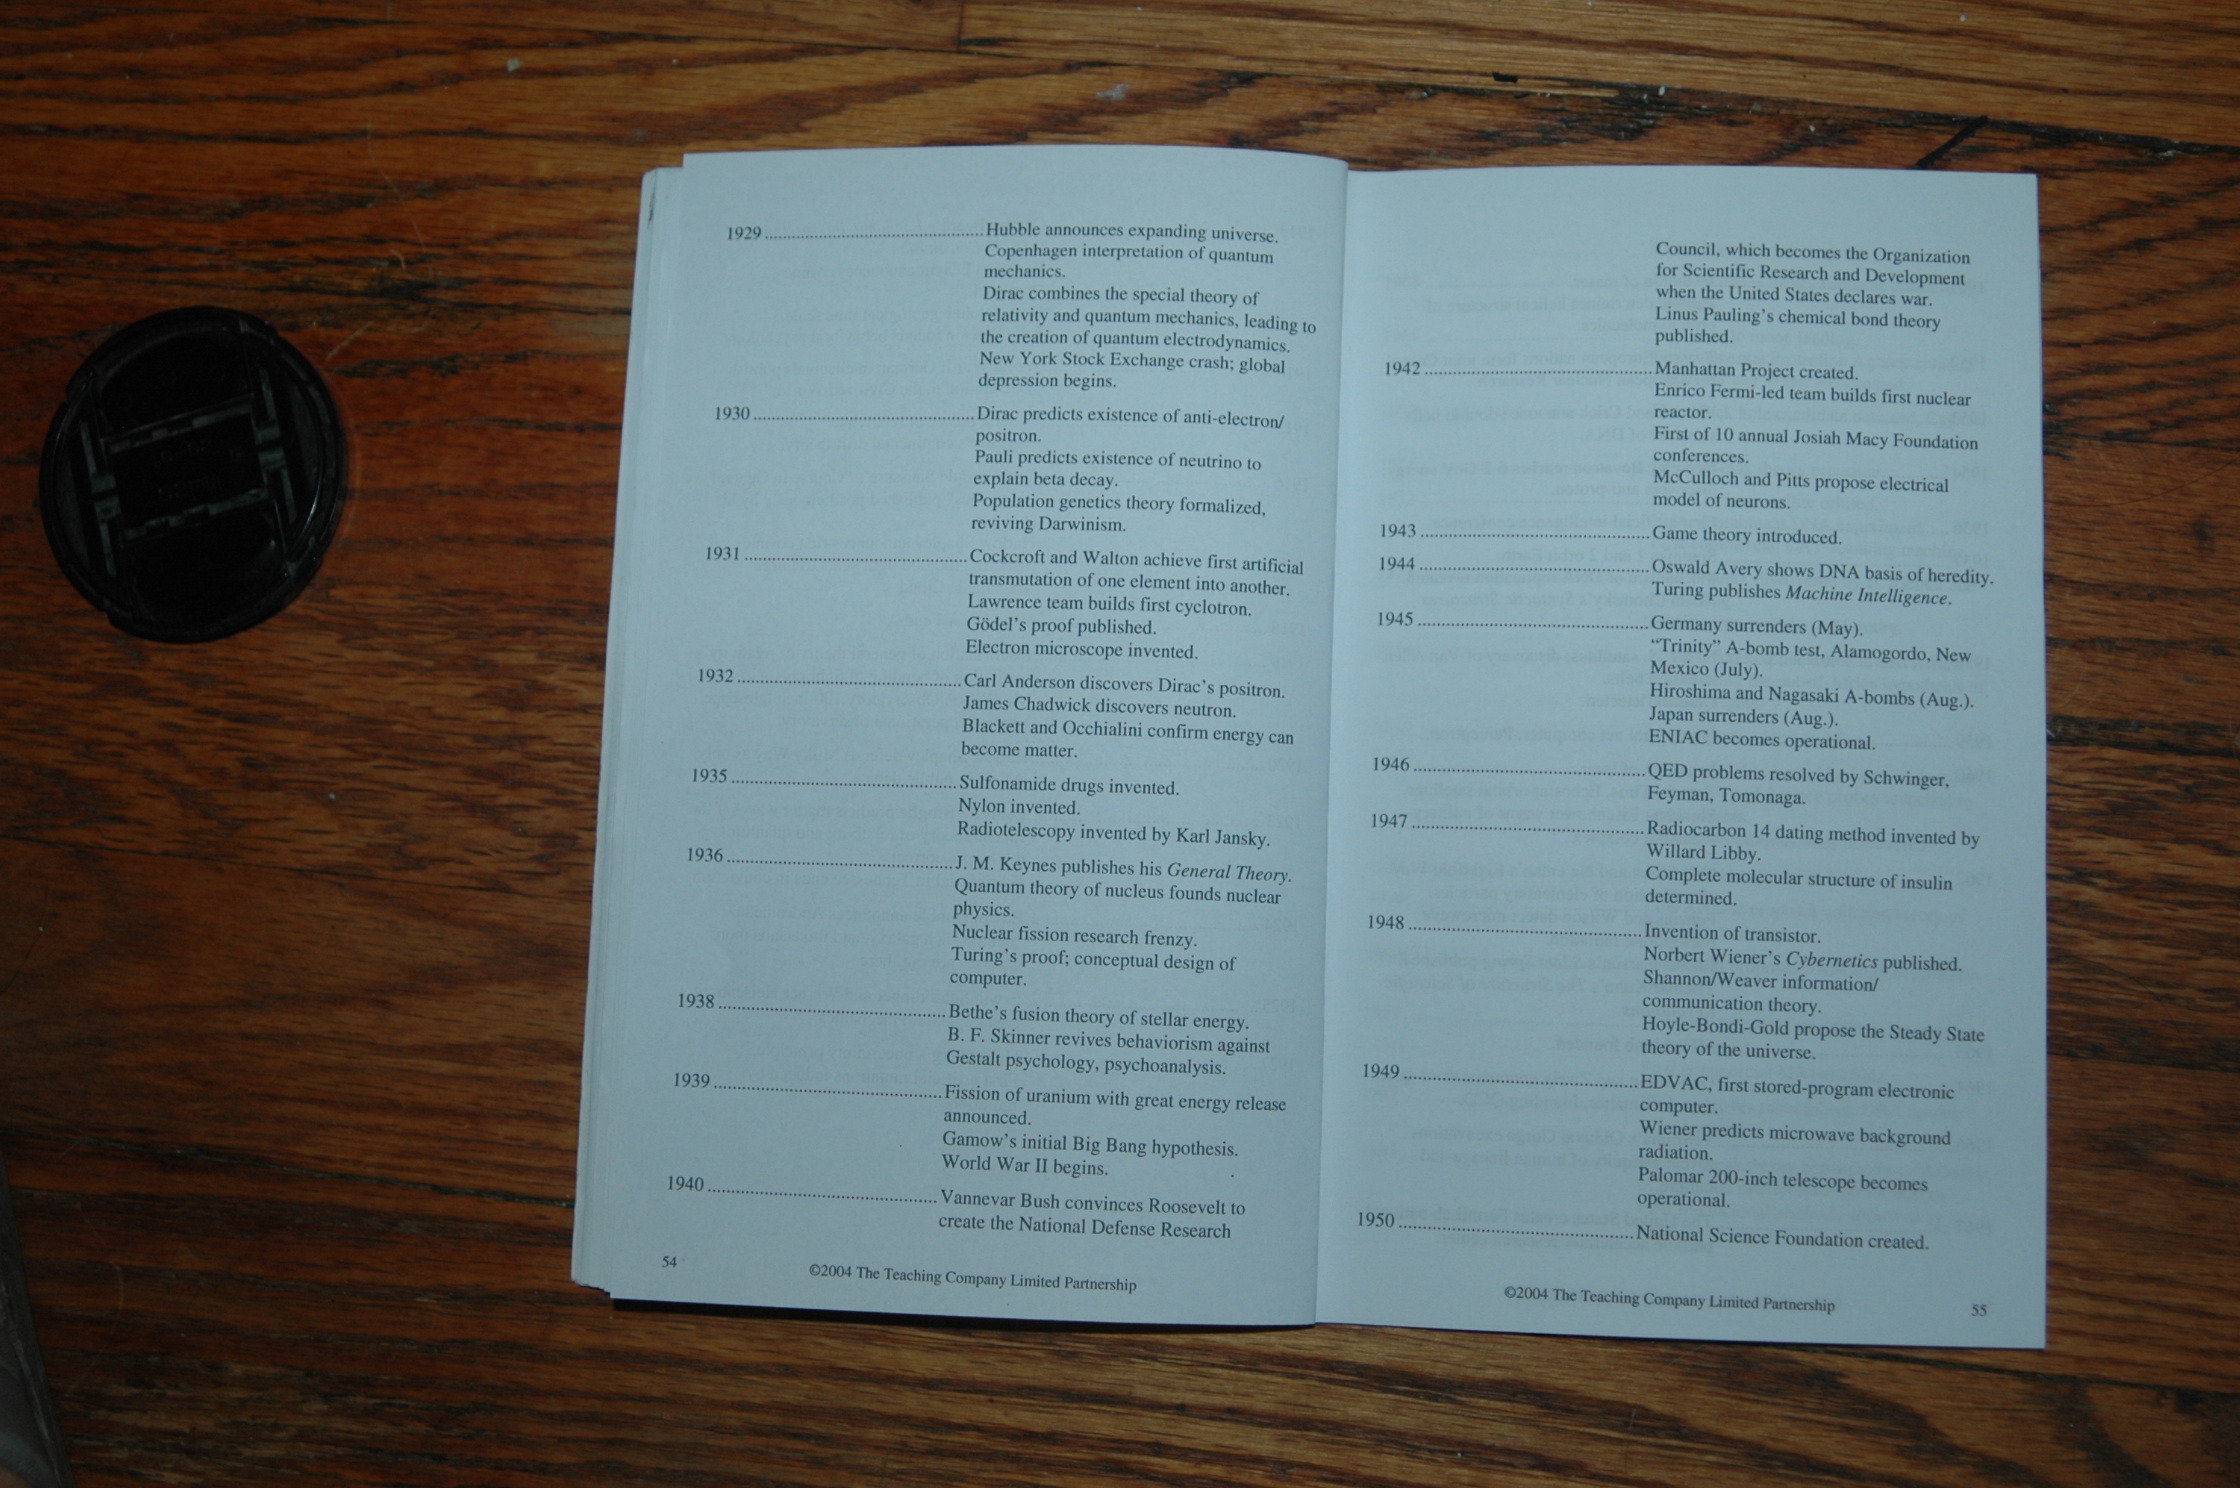 1929 ........................................ Hubble announces expanding universe.
Copenhagen interpretation of quantum
mechanics.
Dirac combines the special theory of
relativity and quantum mechanics, leading to
the creation of quantum electrodynamics.
New York Stock Exchange crash; global
depression begins.
1930 ........................................ Dirac predicts existence of anti-electron/
positron.
Pauli predicts existence of neutrino to
explain beta decay.
Population genetics theory formalized,
reviving Darwinism.
1931 ........................................ Cockcroft and Walton achieve first artificial
transmutation of one element into another.
Lawrence team builds first cyclotron.
Gödel's proof published.
Electron microscope invented.
1932 ........................................ Carl Anderson discovers Dirac's positron.
James Chadwick discovers neutron.
Blackett and Occhialini confirm energy can
become matter.
1935 ........................................ Sulfonamide drugs invented.
Nylon invented.
Radiotelescopy invented by Karl Jansky.
1936 ........................................ J. M. Keynes publishes his General Theory.
Quantum theory of nucleus founds nuclear
physics.
Nuclear fission research frenzy.
Turing's proof; conceptual design of
computer.
1938 ........................................ Bethe's fusion theory of stellar energy.
B. F. Skinner revives behaviorism against
Gestalt psychology, psychoanalysis.
1939 ........................................ Fission of uranium with great energy release
announced.
Gamow's initial Big Bang hypothesis.
World War II begins.
1940 ........................................ Vannevar Bush convinces Roosevelt to
create the National Defense Research
54 ©2004 The Teaching Company Limited Partnership
Council, which becomes the Organization
for Scientific Research and Development
when the United States declares war.
Linus Pauling's chemical bond theory
published.
1942 ........................................ Manhattan Project created.
Enrico Fermi-led team builds first nuclear
reactor.
First of 10 annual Josiah Macy Foundation
conferences.
McCulloch and Pitts propose electrical
model of neurons.
1943 ........................................ Game theory introduced.
1944 ........................................ Oswald Avery shows DNA basis of heredity.
Turing publishes Machine Intelligence.
1945 ........................................ Germany surrenders (May).
"Trinity" A-bomb test, Alamogordo, New
Mexico (July).
Hiroshima and Nagasaki A-bombs (Aug.).
Japan surrenders (Aug.).
ENIAC becomes operational.
1946 ........................................ QED problems resolved by Schwinger,
Feyman, Tomonaga.
1947 ........................................ Radiocarbon 14 dating method invented by
Willard Libby.
Complete molecular structure of insulin
determined.
1948 ........................................ Invention of transistor.
Norbert Wiener's Cybernetics published.
Shannon/Weaver information/
communication theory.
Hoyle-Bondi-Gold propose the Steady State
theory of the universe.
1949 ........................................ EDVAC, first stored-program electronic
computer.
Wiener predicts microwave background
radiation.
Palomar 200-inch telescope becomes
operational.
1950 ........................................ National Science Foundation created.
©2004 The Teaching Company Limited Partnership 55